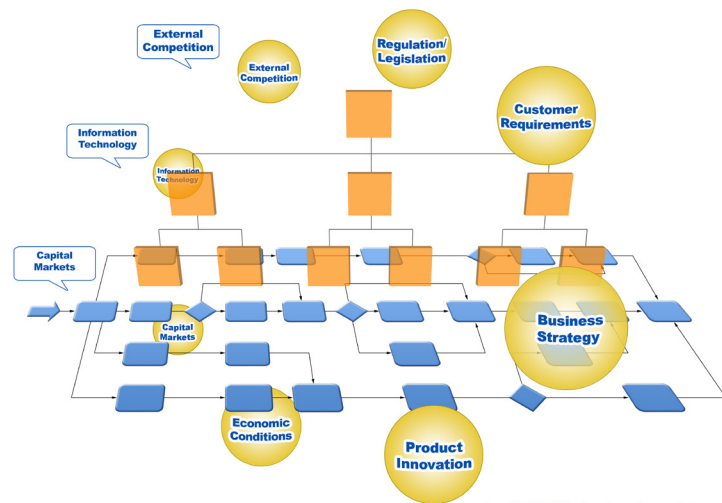 External
Competition
External
Competition
Regulation/
Legislation
Customer
Requirements
Information
Technology
Information
Technology
Capital
Markets
Capital
Markets
Business
Strategy
Economic
Conditions
Product
Innovation